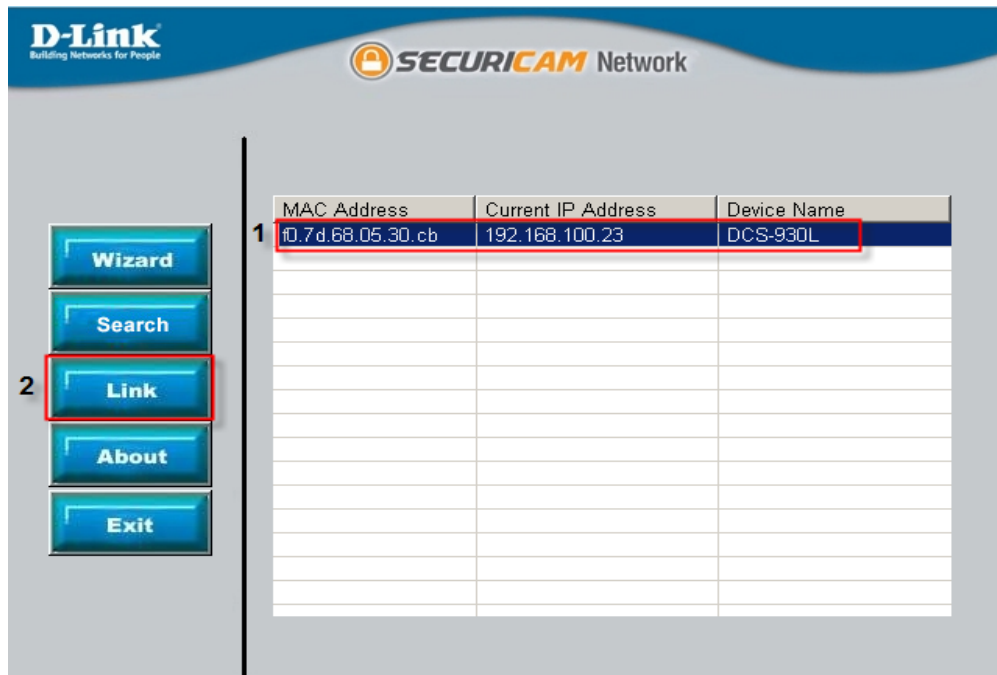 D-Link
Building Networks for People
SECURICAM Network
MAC Address Current IP Address Device Name
1 f0.7d.68.05.30.cb 192.168.100.23 DCS-930L
Wizard
Search
2 Link
About
Exit